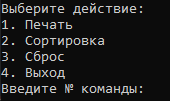 Выберите действие:
1. Печать
2. Сортировка
3. Сброс
4. Выход
Введите № команды: